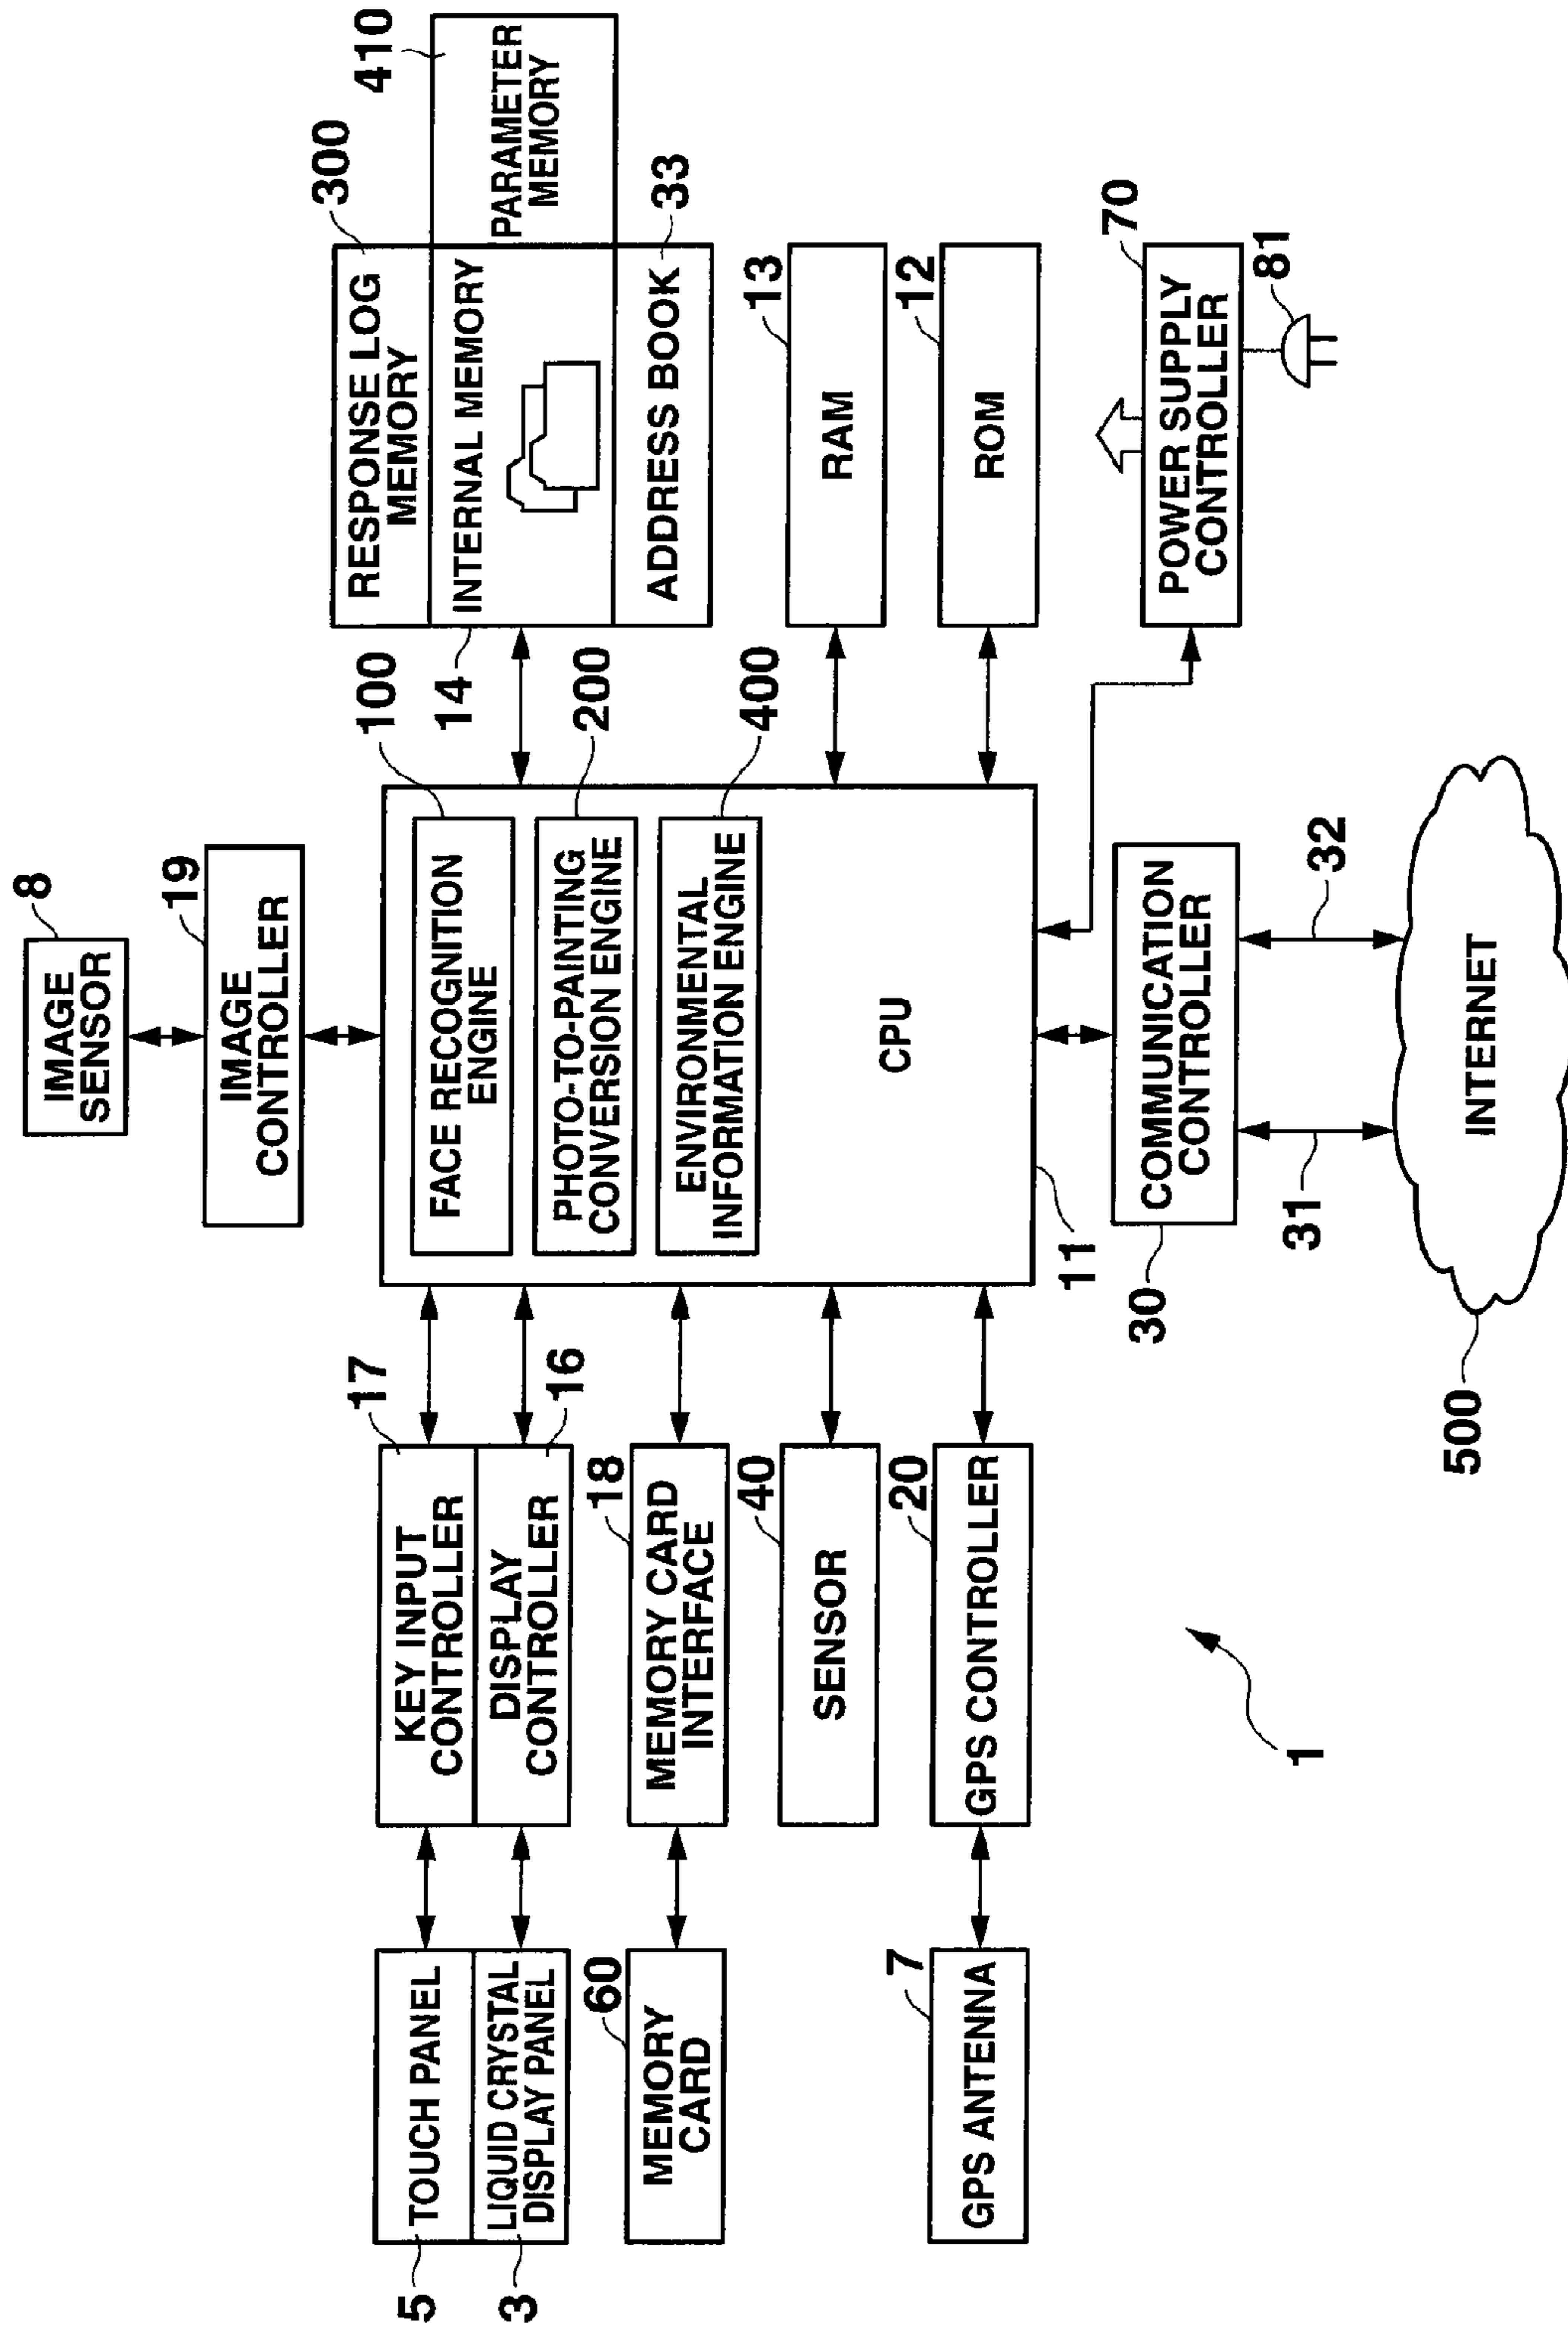 8
IMAGE
SENSOR
19
IMAGE
CONTROLLER
5
TOUCH PANEL
3
LIQUID CRYSTAL
DISPLAY PANEL
17
KEY INPUT
CONTROLLER
16
DISPLAY
CONTROLLER
60
MEMORY
CARD
18
MEMORY CARD
INTERFACE
40
SENSOR
7
GPS ANTENNA
20
GPS CONTROLLER
100
FACE RECOGNITION
ENGINE
200
PHOTO-TO-PAINTING
CONVERSION ENGINE
400
ENVIRONMENTAL
INFORMATION ENGINE
CPU
11
300
RESPONSE LOG
MEMORY
14
INTERNAL MEMORY
410
PARAMETER
MEMORY
33
ADDRESS BOOK
13
RAM
12
ROM
70
POWER SUPPLY
CONTROLLER
81
30
COMMUNICATION
CONTROLLER
31
32
500
INTERNET
1